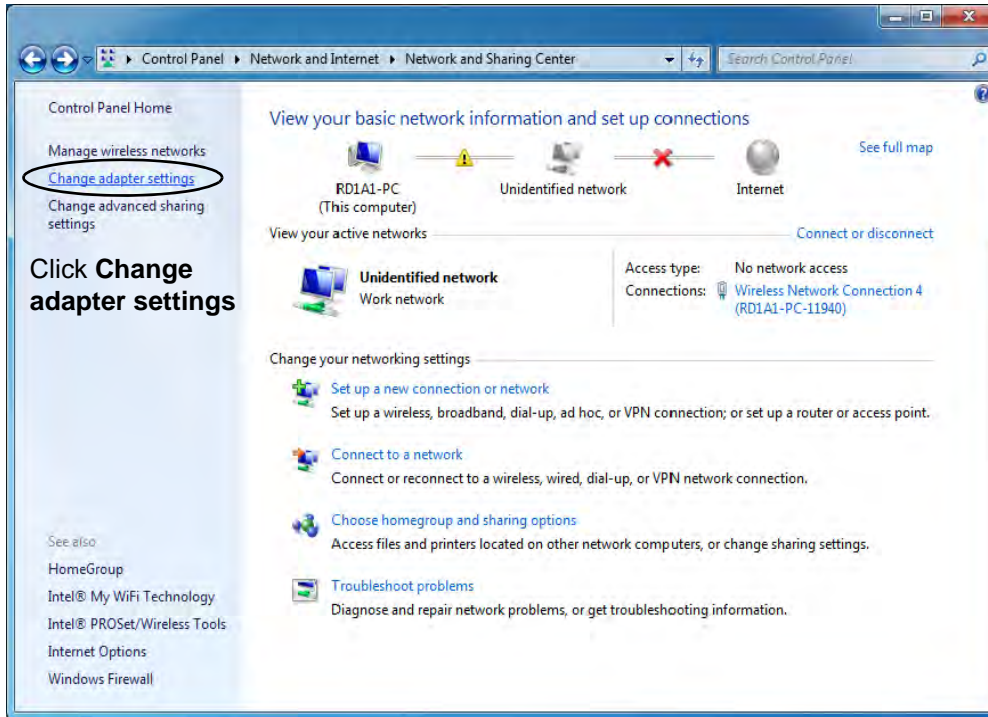 Control Panel ▸ Network and Internet ▸ Network and Sharing Center
Search Control Panel
Control Panel Home
Manage wireless networks
Change adapter settings
Change advanced sharing
settings
Click Change
adapter settings
See also
HomeGroup
Intel® My WiFi Technology
Intel® PROSet/Wireless Tools
Internet Options
Windows Firewall
View your basic network information and set up connections
See full map
RD1A1-PC
(This computer)
Unidentified network
Internet
View your active networks
Connect or disconnect
Unidentified network
Work network
Access type: No network access
Connections: Wireless Network Connection 4
(RD1A1-PC-11940)
Change your networking settings
Set up a new connection or network
Set up a wireless, broadband, dial-up, ad hoc, or VPN connection; or set up a router or access point.
Connect to a network
Connect or reconnect to a wireless, wired, dial-up, or VPN network connection.
Choose homegroup and sharing options
Access files and printers located on other network computers, or change sharing settings.
Troubleshoot problems
Diagnose and repair network problems, or get troubleshooting information.